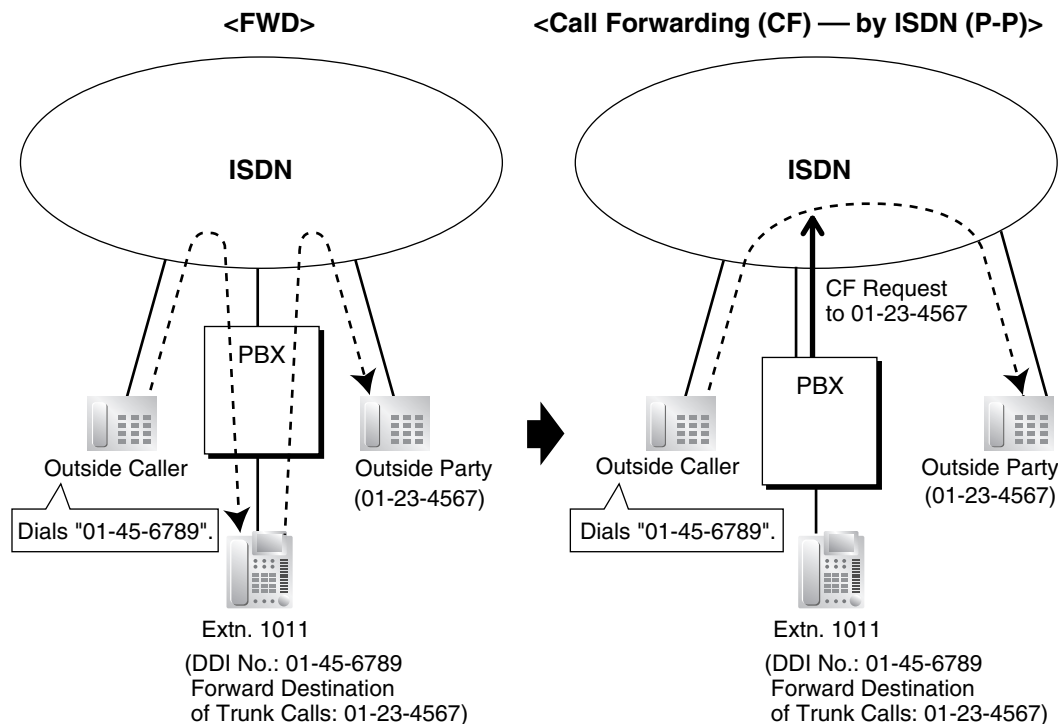 <FWD>
ISDN
PBX
Outside Caller
Dials "01-45-6789".
Outside Party
(01-23-4567)
Extn. 1011
(DDI No.: 01-45-6789
Forward Destination
of Trunk Calls: 01-23-4567)
<Call Forwarding (CF) — by ISDN (P-P)>
ISDN
CF Request
to 01-23-4567
PBX
Outside Caller
Dials "01-45-6789".
Outside Party
(01-23-4567)
Extn. 1011
(DDI No.: 01-45-6789
Forward Destination
of Trunk Calls: 01-23-4567)